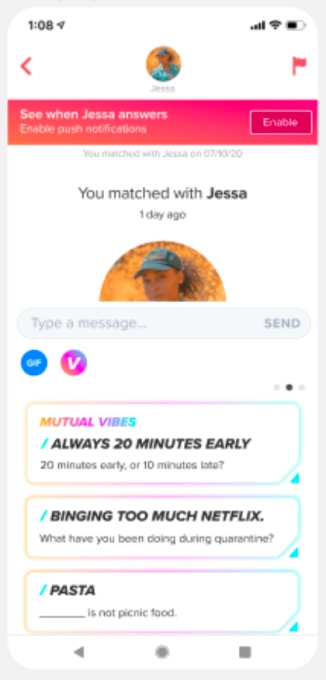 1:08
Jessa
See when Jessa answers
Enable push notifications
Enable
You matched with Jessa on 07/10/20
You matched with Jessa
1 day ago
Type a message...
SEND
GIF
V
MUTUAL VIBES
/ ALWAYS 20 MINUTES EARLY
20 minutes early, or 10 minutes late?
/ BINGING TOO MUCH NETFLIX.
What have you been doing during quarantine?
/ PASTA
______ is not picnic food.